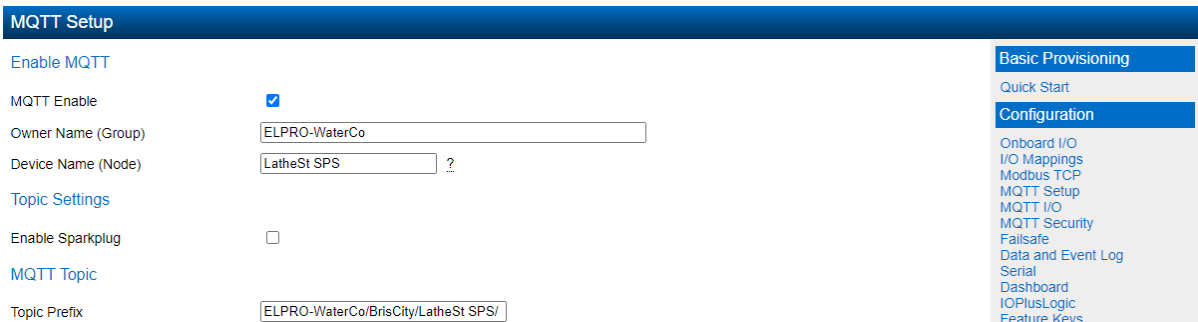 MQTT Setup
Enable MQTT
MQTT Enable
Owner Name (Group) ELPRO-WaterCo
Device Name (Node) LatheSt SPS ?
Topic Settings
Enable Sparkplug
MQTT Topic
Topic Prefix ELPRO-WaterCo/BrisCity/LatheSt SPS/
Basic Provisioning
Quick Start
Configuration
Onboard I/O
I/O Mappings
Modbus TCP
MQTT Setup
MQTT I/O
MQTT Security
Failsafe
Data and Event Log
Serial
Dashboard
IOPlusLogic
Feature Keys